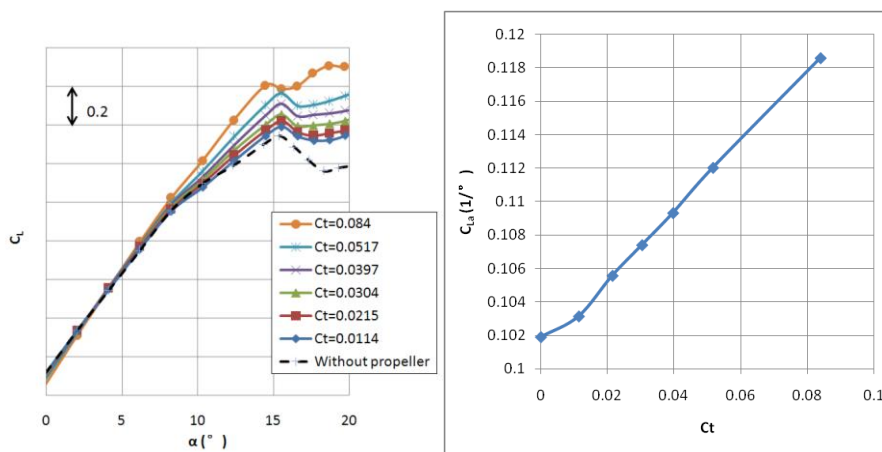 0.2
C_L
Ct=0.084
Ct=0.0517
Ct=0.0397
Ct=0.0304
Ct=0.0215
Ct=0.0114
Without propeller
0 5 10 15 20
α (°)
0.12
0.118
0.116
0.114
0.112
0.11
0.108
0.106
0.104
0.102
0.1
C_La (1/°)
0 0.02 0.04 0.06 0.08 0.1
Ct